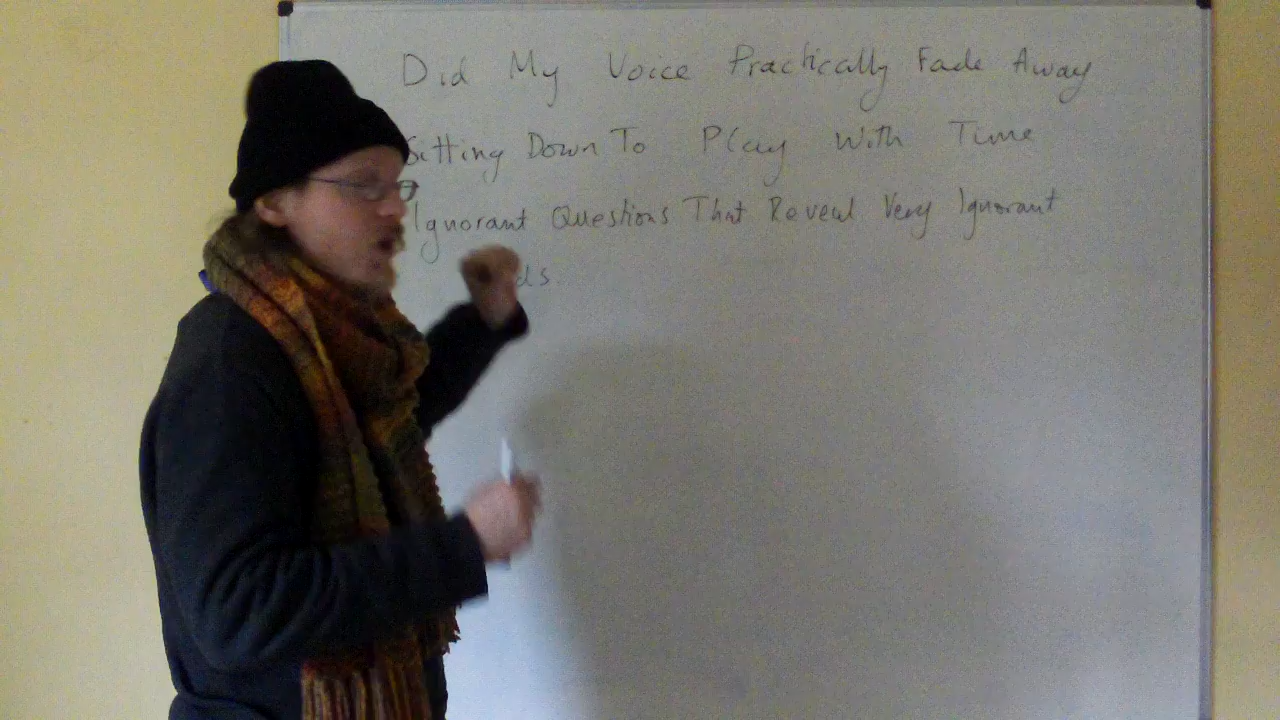 Did My Voice Practically Fade Away
Sitting Down To Play With Time
Ignorant Questions That Reveal Very Ignorant